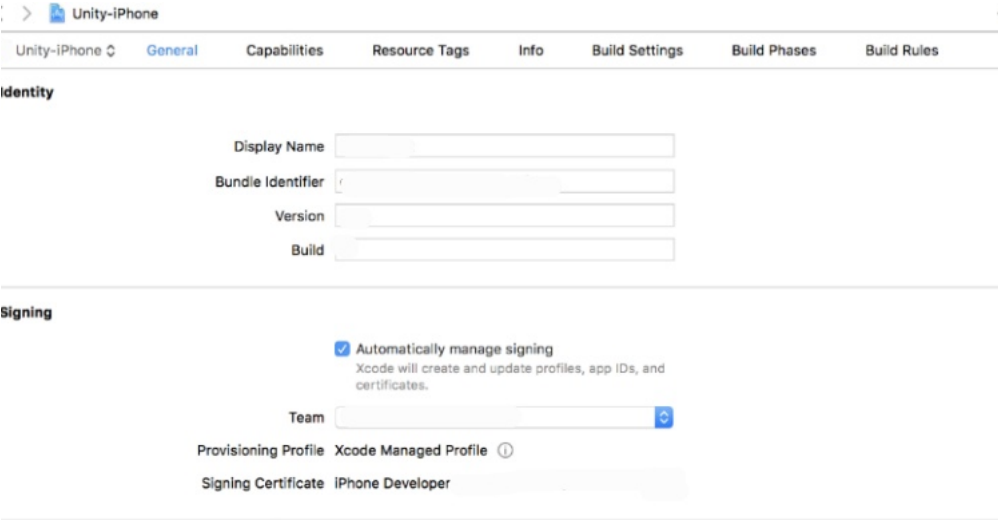 Unity-iPhone
Unity-iPhone General Capabilities Resource Tags Info Build Settings Build Phases Build Rules
Identity
Display Name
Bundle Identifier
Version
Build
Signing
Automatically manage signing
Xcode will create and update profiles, app IDs, and
certificates.
Team
Provisioning Profile Xcode Managed Profile
Signing Certificate iPhone Developer